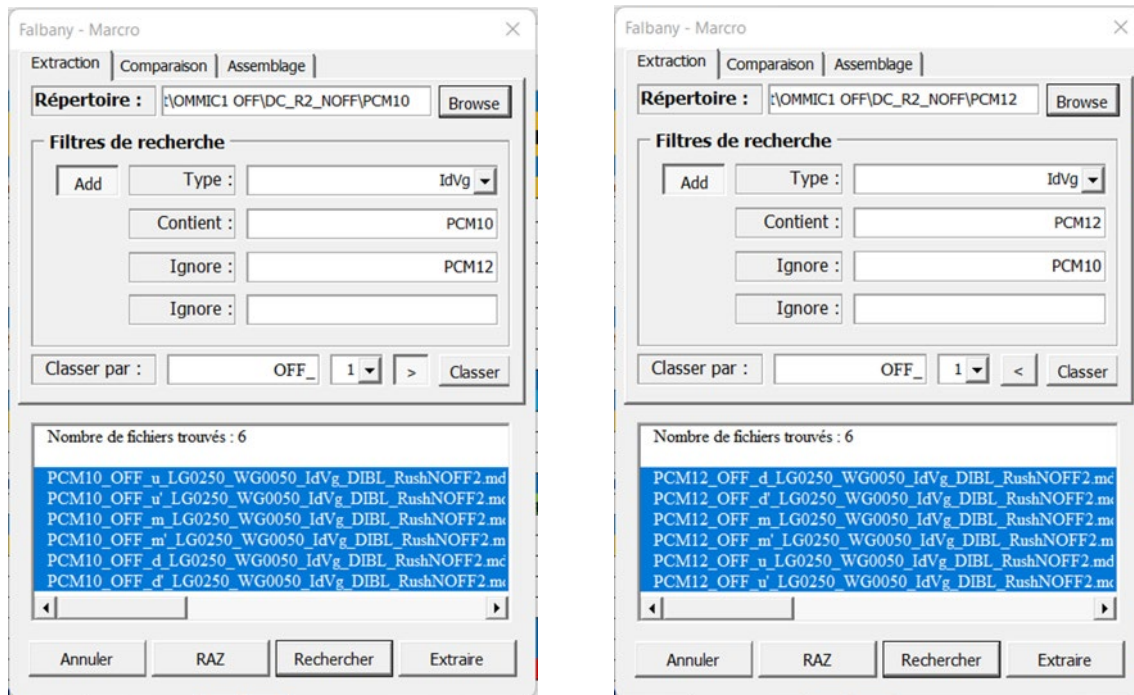 Falbany - Marcro
Extraction Comparaison Assemblage
Répertoire : t\OMMIC1 OFF\DC_R2_NOFF\PCM10 Browse
Filtres de recherche
Add Type : IdVg
Contient : PCM10
Ignore : PCM12
Ignore :
Classer par : OFF_ 1 > Classer
Nombre de fichiers trouvés : 6
PCM10_OFF_u_LG0250_WG0050_IdVg_DIBL_RushNOFF2.md
PCM10_OFF_u'_LG0250_WG0050_IdVg_DIBL_RushNOFF2.mc
PCM10_OFF_m_LG0250_WG0050_IdVg_DIBL_RushNOFF2.m
PCM10_OFF_m'_LG0250_WG0050_IdVg_DIBL_RushNOFF2.m
PCM10_OFF_d_LG0250_WG0050_IdVg_DIBL_RushNOFF2.md
PCM10_OFF_d'_LG0250_WG0050_IdVg_DIBL_RushNOFF2.mc
Annuler RAZ Rechercher Extraire
Falbany - Marcro
Extraction Comparaison Assemblage
Répertoire : t\OMMIC1 OFF\DC_R2_NOFF\PCM12 Browse
Filtres de recherche
Add Type : IdVg
Contient : PCM12
Ignore : PCM10
Ignore :
Classer par : OFF_ 1 < Classer
Nombre de fichiers trouvés : 6
PCM12_OFF_d_LG0250_WG0050_IdVg_DIBL_RushNOFF2.md
PCM12_OFF_d'_LG0250_WG0050_IdVg_DIBL_RushNOFF2.mc
PCM12_OFF_m_LG0250_WG0050_IdVg_DIBL_RushNOFF2.m
PCM12_OFF_m'_LG0250_WG0050_IdVg_DIBL_RushNOFF2.m
PCM12_OFF_u_LG0250_WG0050_IdVg_DIBL_RushNOFF2.md
PCM12_OFF_u'_LG0250_WG0050_IdVg_DIBL_RushNOFF2.mc
Annuler RAZ Rechercher Extraire